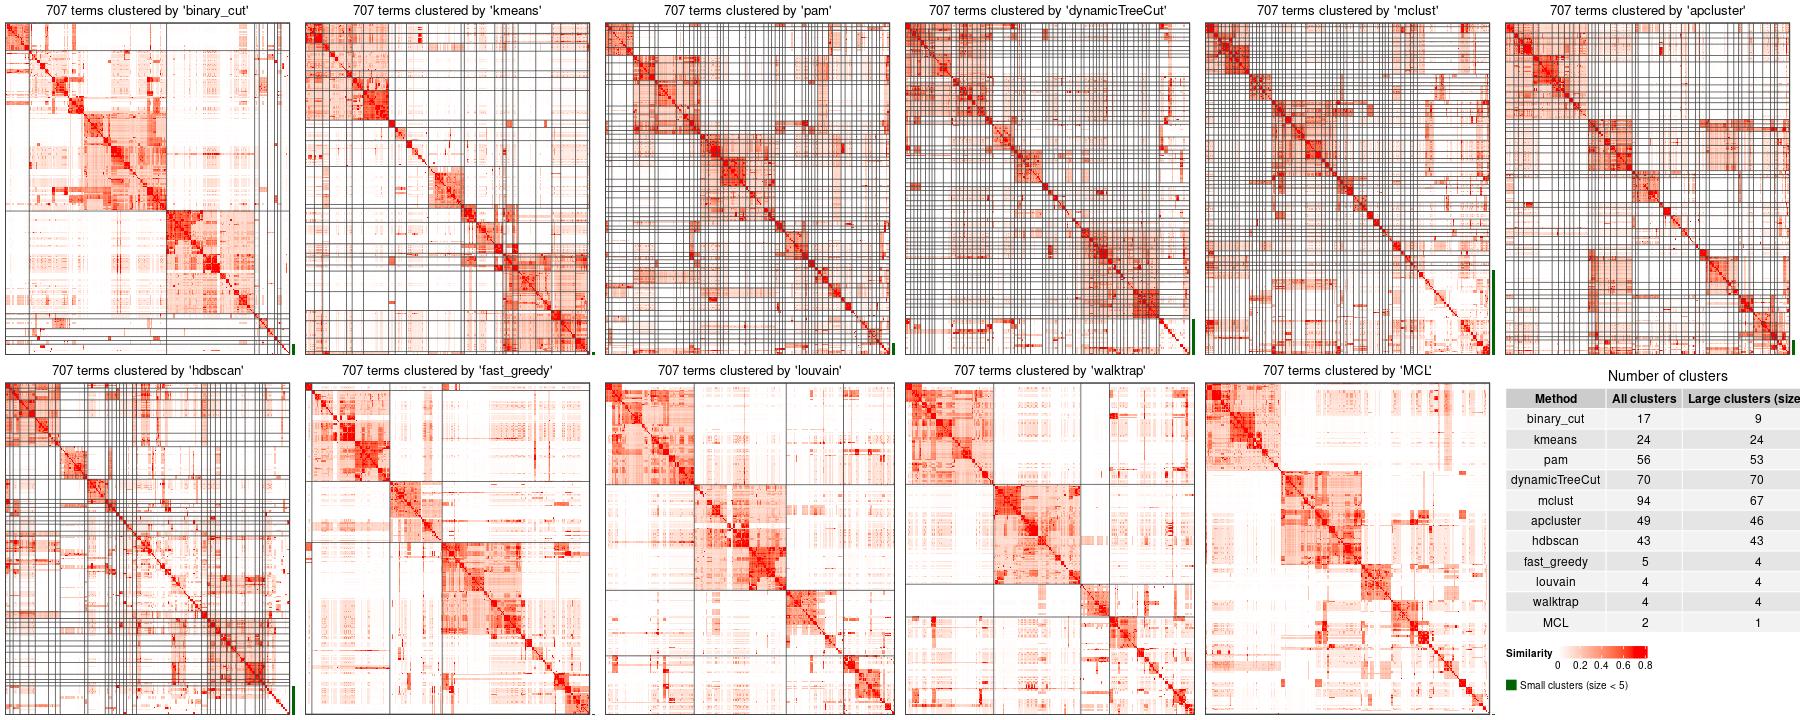 707 terms clustered by 'binary_cut'
707 terms clustered by 'kmeans'
707 terms clustered by 'pam'
707 terms clustered by 'dynamicTreeCut'
707 terms clustered by 'mclust'
707 terms clustered by 'apcluster'
707 terms clustered by 'hdbscan'
707 terms clustered by 'fast_greedy'
707 terms clustered by 'louvain'
707 terms clustered by 'walktrap'
707 terms clustered by 'MCL'
Number of clusters
Method All clusters Large clusters (size
binary_cut 17 9
kmeans 24 24
pam 56 53
dynamicTreeCut 70 70
mclust 94 67
apcluster 49 46
hdbscan 43 43
fast_greedy 5 4
louvain 4 4
walktrap 4 4
MCL 2 1
Similarity
0 0.2 0.4 0.6 0.8
Small clusters (size < 5)